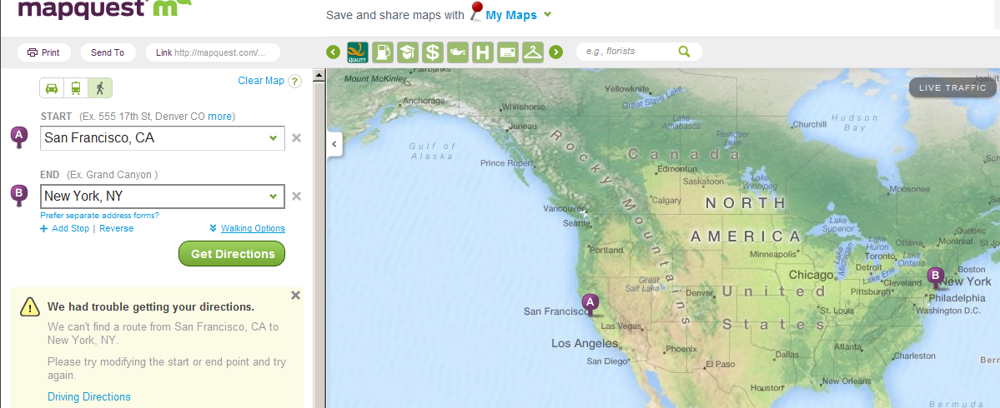 mapquest m
Save and share maps with My Maps
Print
Send To
Link http://mapquest.com/...
QUALITY
$
H
e.g., florists
Clear Map ?
START (Ex. 555 17th St, Denver CO more)
A
San Francisco, CA
END (Ex. Grand Canyon )
B
New York, NY
Prefer separate address forms?
+ Add Stop | Reverse
Walking Options
Get Directions
We had trouble getting your directions.
We can't find a route from San Francisco, CA to
New York, NY.
Please try modifying the start or end point and try
again.
Driving Directions
LIVE TRAFFIC
Fairbanks
Mount McKinley
Anchorage
Yellowknife
Great Slave Lake
Whitehorse
Juneau
Lake
Athabasca
Reindeer
Lake
Churchill
Hudson
Bay
Gulf of
Alaska
Prince Rupert
Rocky Mountains
Canada
Edmonton
Saskatoon
Lake
Winnipeg
Moosonee
Calgary
NORTH
AMERICA
Vancouver
Seattle
Lake
Superior
Quebec
Montreal
St Jo
Ottawa
Lake
Huron
Lake
Michigan
Toronto
Lake
Ontario
Portland
Minneapolis
Detroit
Lake Erie
Boston
Chicago
Cleveland
B
New York
Great
Salt Lake
Denver
United
States
Pittsburgh
Philadelphia
Washington D.C.
A
San Francisco
St. Louis
Las Vegas
Los Angeles
San Diego
Phoenix
El Paso
Dallas
Atlanta
Charleston
Houston
New Orleans
Bern
Bermuda